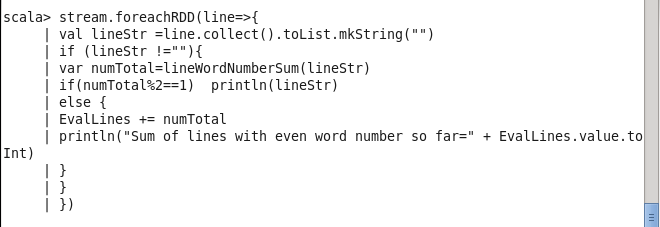 scala> stream.foreachRDD(line=>{
     | val lineStr =line.collect().toList.mkString("")
     | if (lineStr !=""){
     | var numTotal=lineWordNumberSum(lineStr)
     | if(numTotal%2==1)  println(lineStr)
     | else {
     | EvalLines += numTotal
     | println("Sum of lines with even word number so far=" + EvalLines.value.to
Int)
     | }
     | }
     | })